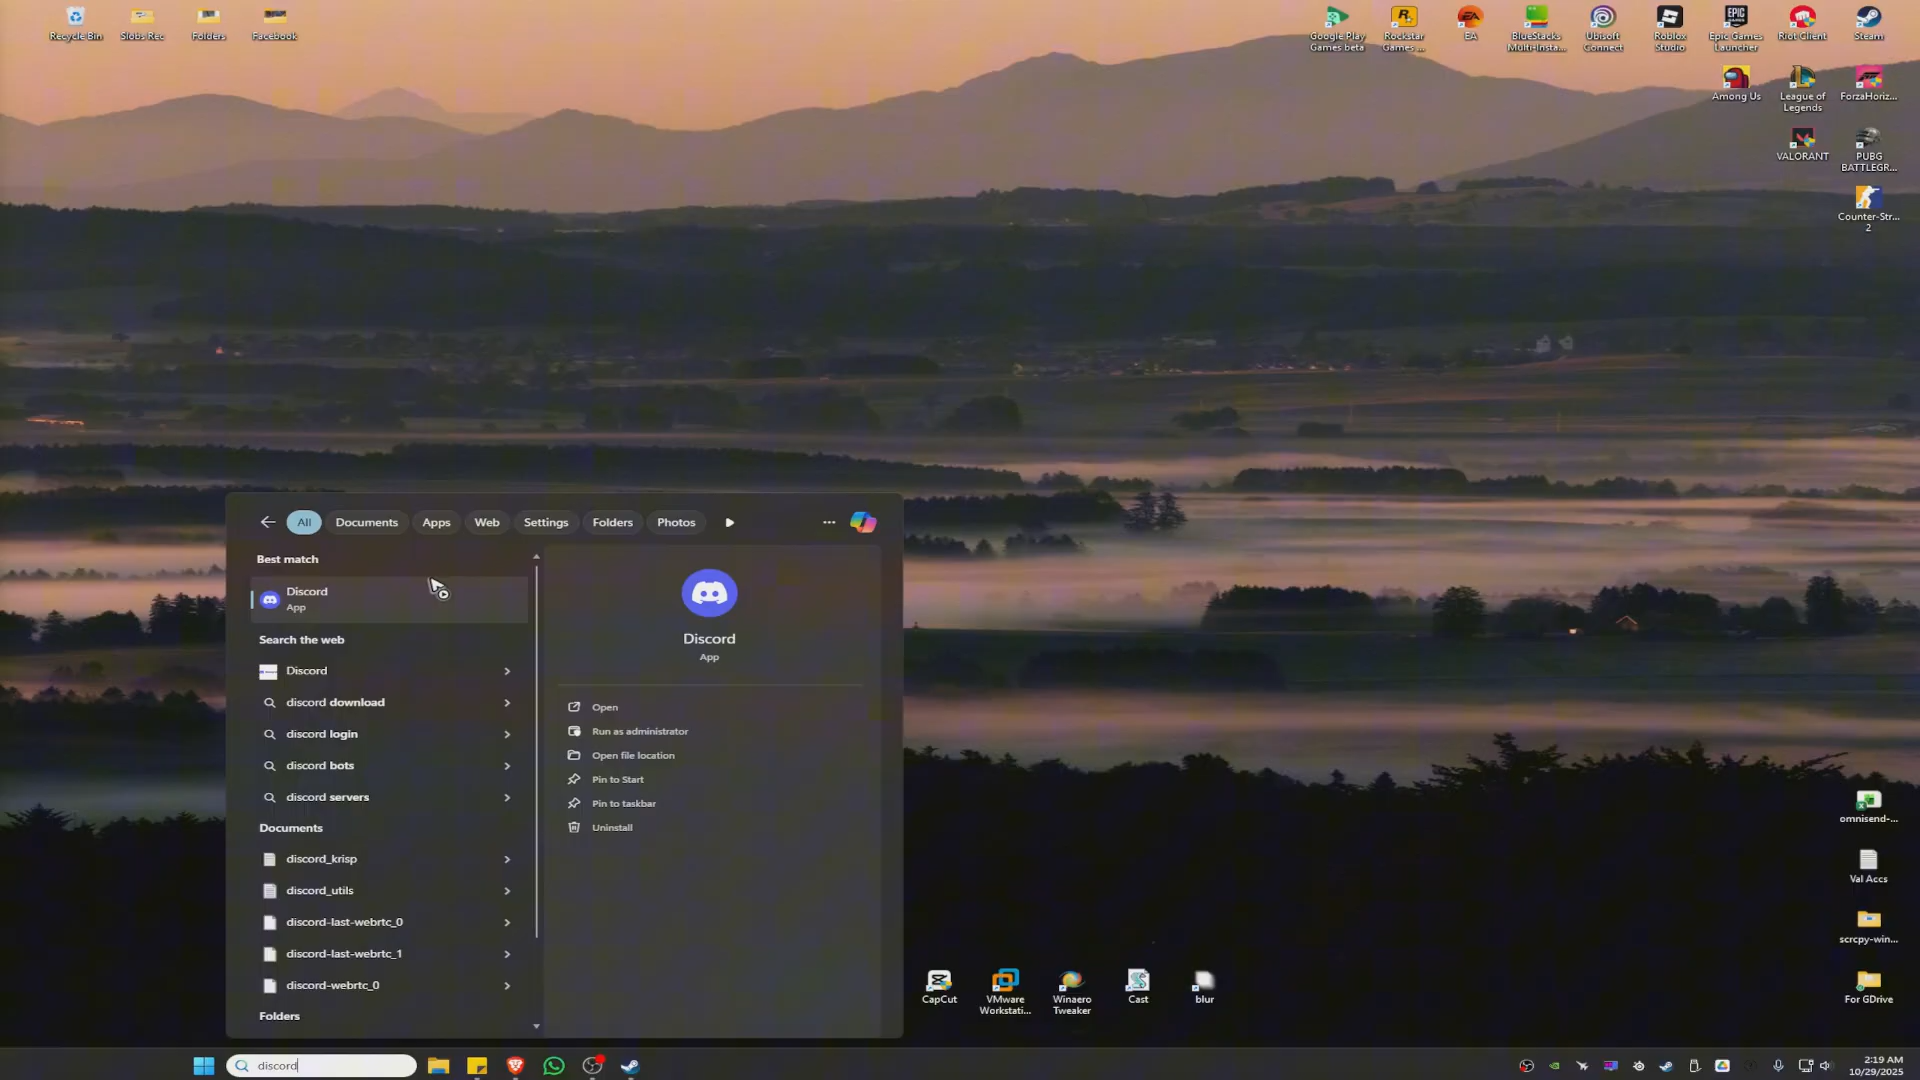 Recycle Bin
Slobs Rec
Folders
Facebook
Google Play
Games beta
Rockstar
Games ...
EA
BlueStacks
Multi-Insta...
Ubisoft
Connect
Roblox
Studio
Epic Games
Launcher
Riot Client
Steam
Among Us
League of
Legends
ForzaHoriz...
VALORANT
PUBG
BATTLEGR...
Counter-Str...
2
All
Documents
Apps
Web
Settings
Folders
Photos
Best match
Discord
App
Search the web
Discord
discord download
discord login
discord bots
discord servers
Documents
discord_krisp
discord_utils
discord-last-webrtc_0
discord-last-webrtc_1
discord-webrtc_0
Folders
Discord
App
Open
Run as administrator
Open file location
Pin to Start
Pin to taskbar
Uninstall
omnisend-...
Val Accs
scrcpy-win...
For GDrive
CapCut
VMware
Workstati...
Winaero
Tweaker
Cast
blur
discord
2:19 AM
10/29/2025